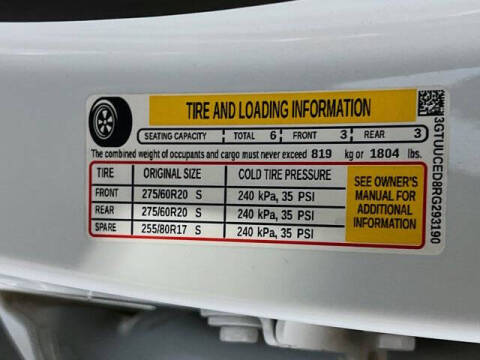 TIRE AND LOADING INFORMATION
SEATING CAPACITY TOTAL 6 FRONT 3 REAR 3
The combined weight of occupants and cargo must never exceed 819 kg or 1804 lbs.
TIRE ORIGINAL SIZE COLD TIRE PRESSURE
FRONT 275/60R20 S 240 kPa, 35 PSI
REAR 275/60R20 S 240 kPa, 35 PSI
SPARE 255/80R17 S 240 kPa, 35 PSI
SEE OWNER'S
MANUAL FOR
ADDITIONAL
INFORMATION
3GTUUCED8RG293190